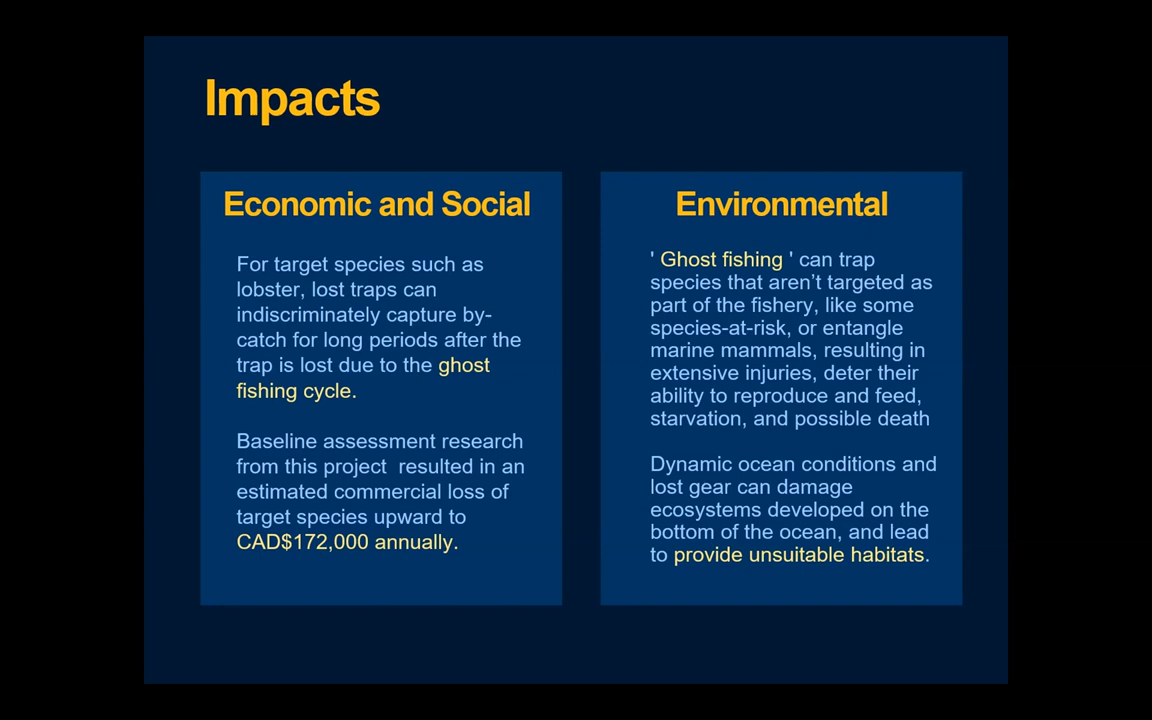 Impacts
Economic and Social
For target species such as
lobster, lost traps can
indiscriminately capture by-
catch for long periods after the
trap is lost due to the ghost
fishing cycle.
Baseline assessment research
from this project  resulted in an
estimated commercial loss of
target species upward to
CAD$172,000 annually.
Environmental
' Ghost fishing ' can trap
species that aren’t targeted as
part of the fishery, like some
species-at-risk, or entangle
marine mammals, resulting in
extensive injuries, deter their
ability to reproduce and feed,
starvation, and possible death
Dynamic ocean conditions and
lost gear can damage
ecosystems developed on the
bottom of the ocean, and lead
to provide unsuitable habitats.